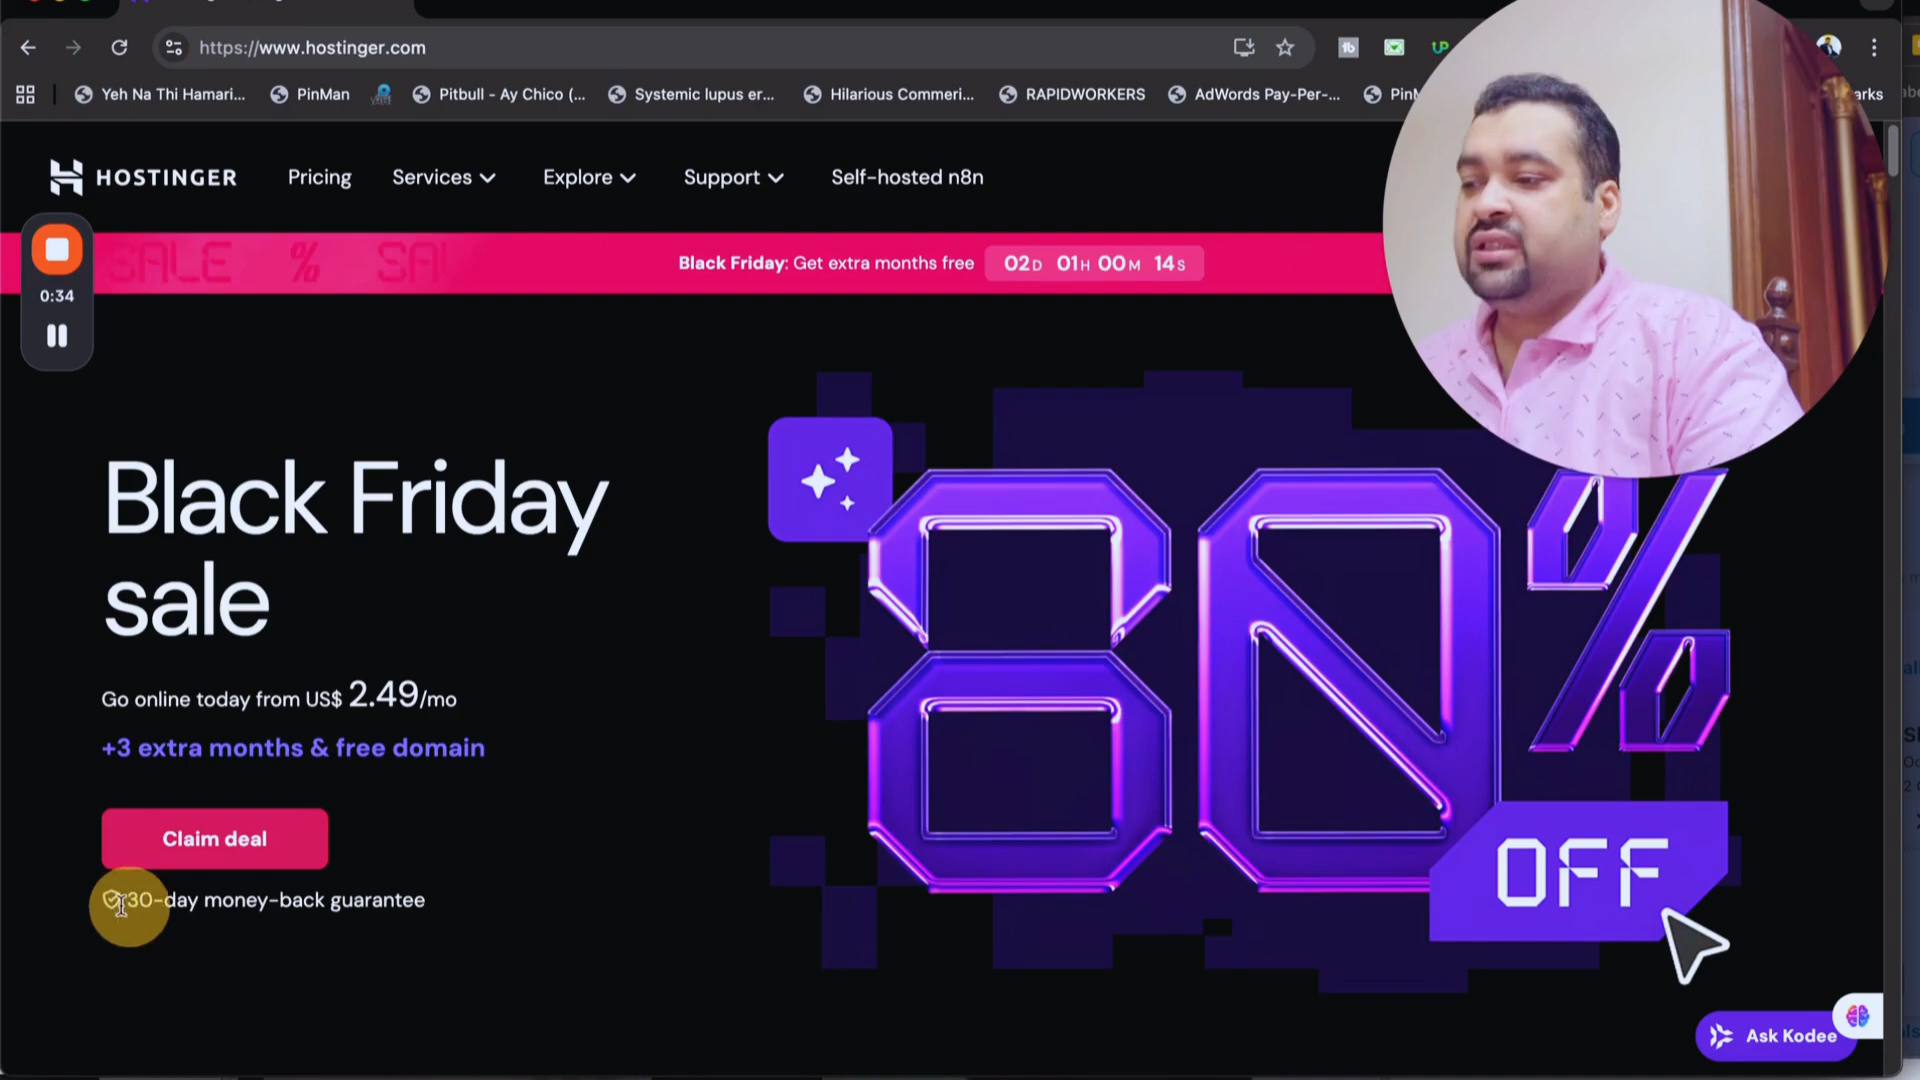 https://www.hostinger.com
Yeh Na Thi Hamari...
PinMan
Pitbull - Ay Chico (...
Systemic lupus er...
Hilarious Commeri...
RAPIDWORKERS
AdWords Pay-Per-...
HOSTINGER
Pricing
Services
Explore
Support
Self-hosted n8n
SALE % SAL
Black Friday: Get extra months free 02D 01H 00M 14S
0:34
Black Friday
sale
Go online today from US$ 2.49/mo
+3 extra months & free domain
Claim deal
30-day money-back guarantee
80%
OFF
Ask Kodee